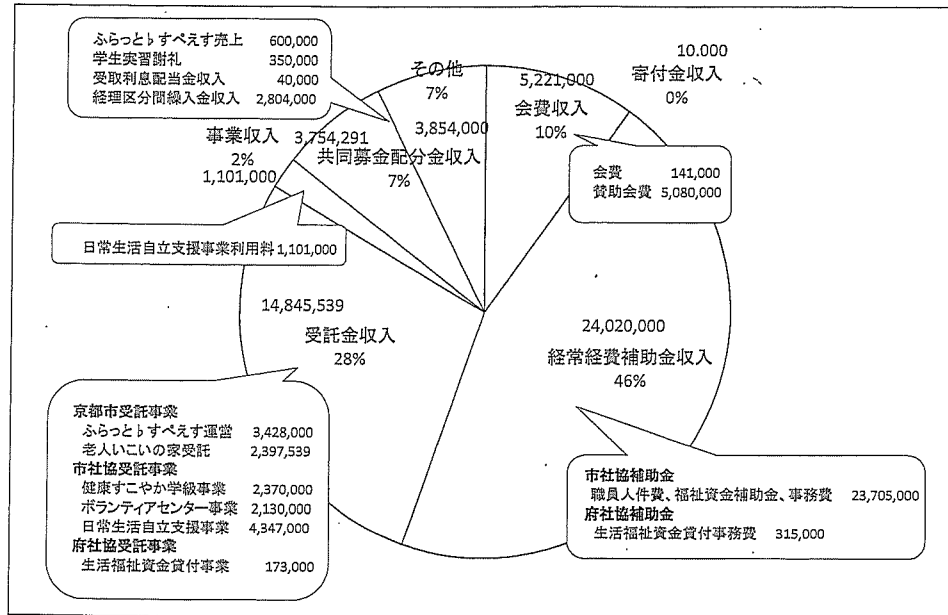 ふらっと♭すぺえす売上 600,000
学生実習謝礼 350,000
受取利息配当金収入 40,000
経理区分間繰入金収入 2,804,000
その他
7%
3,854,000
5,221,000
会費収入
10%
10.000
寄付金収入
0%
会費 141,000
賛助会費 5,080,000
事業収入
2%
1,101,000
3,754,291
共同募金配分金収入
7%
日常生活自立支援事業利用料 1,101,000
14,845,539
受託金収入
28%
24,020,000
経常経費補助金収入
46%
京都市受託事業
ふらっと♭すぺえす運営 3,428,000
老人いこいの家受託 2,397,539
市社協受託事業
健康すこやか学級事業 2,370,000
ボランティアセンター事業 2,130,000
日常生活自立支援事業 4,347,000
府社協受託事業
生活福祉資金貸付事業 173,000
市社協補助金
職員人件費、福祉資金補助金、事務費 23,705,000
府社協補助金
生活福祉資金貸付事務費 315,000